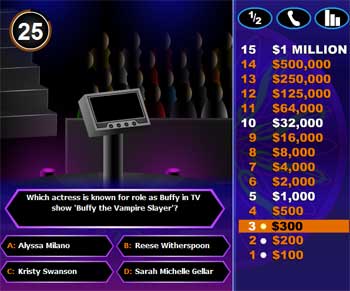 25
1/2
15 $1 MILLION
14 $500,000
13 $250,000
12 $125,000
11 $64,000
10 $32,000
9 $16,000
8 $8,000
7 $4,000
6 $2,000
5 $1,000
4 $500
3 $300
2 $200
1 $100
Which actress is known for role as Buffy in TV
show 'Buffy the Vampire Slayer'?
A: Alyssa Milano
B: Reese Witherspoon
C: Kristy Swanson
D: Sarah Michelle Gellar